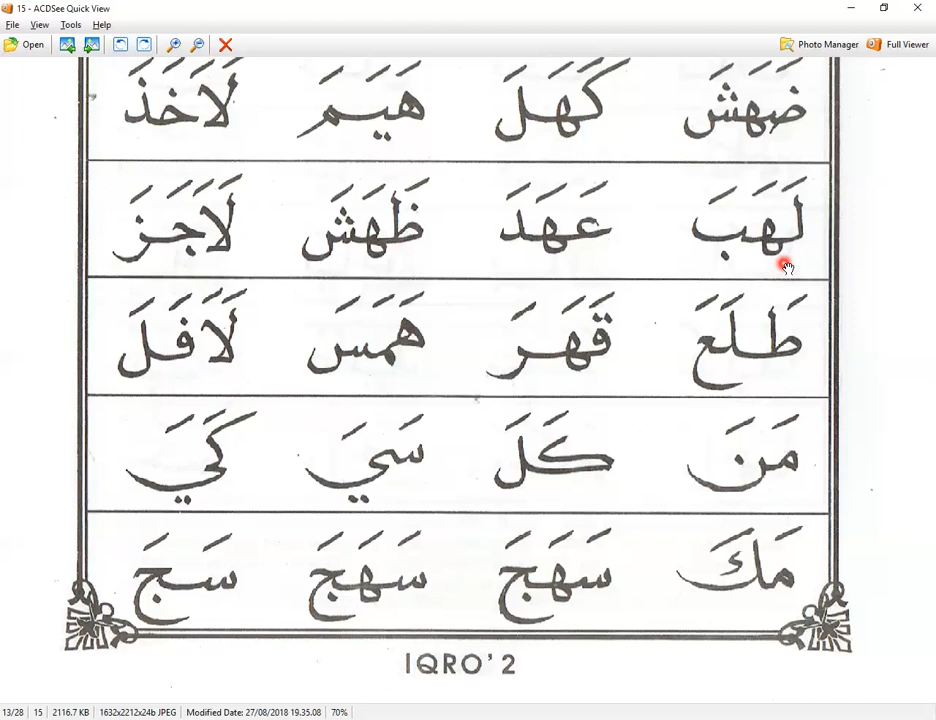 15 - ACDSee Quick View
File View Tools Help
Open Photo Manager Full Viewer
ضَهَشَ كَهَلَ هَيَمَ لَاَخَذَ
لَهَبَ عَهَدَ ظَهَشَ لَاَجَزَ
طَلَعَ قَهَرَ هَمَسَ لَاَفَلَ
مَنَ كَلَ سَيَ كَيَ
مَكَ سَهَجَ سَهَجَ سَجَ
IQRO' 2
13/28 15 2116.7 KB 1632x2212x24b JPEG Modified Date: 27/08/2018 19.35.08 70%